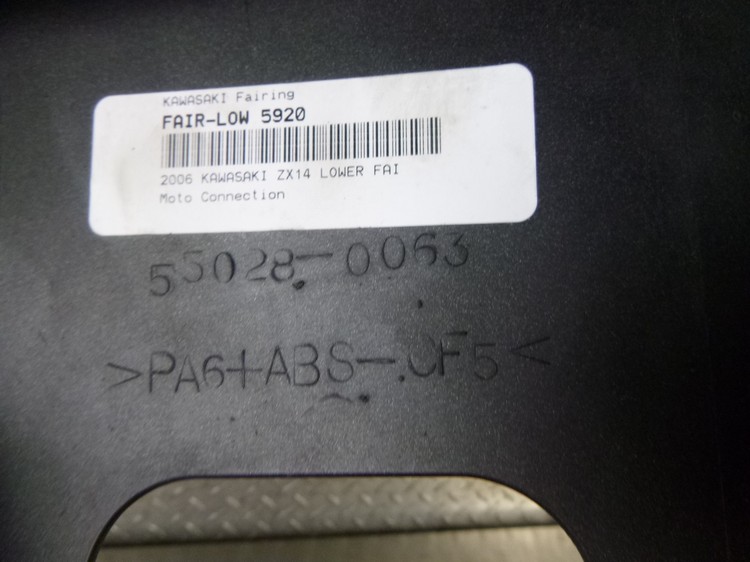 KAWASAKI Fairing
FAIR-LOW 5920
2006 KAWASAKI ZX14 LOWER FAI
Moto Connection
55028-0063
>PA6+ABS-CF5<